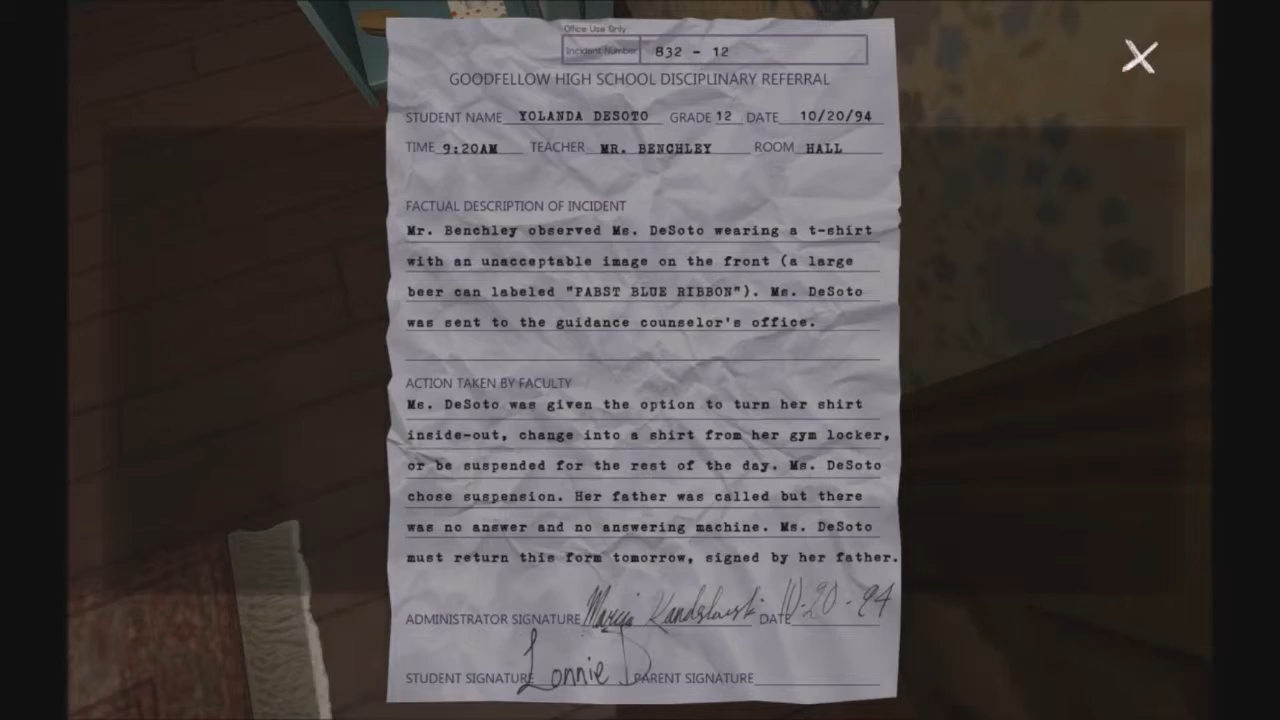 Office Use Only
Incident Number 832 - 12
GOODFELLOW HIGH SCHOOL DISCIPLINARY REFERRAL
STUDENT NAME YOLANDA DESOTO GRADE 12 DATE 10/20/94
TIME 9:20AM TEACHER MR. BENCHLEY ROOM HALL
FACTUAL DESCRIPTION OF INCIDENT
Mr. Benchley observed Ms. DeSoto wearing a t-shirt
with an unacceptable image on the front (a large
beer can labeled "PABST BLUE RIBBON"). Ms. DeSoto
was sent to the guidance counselor's office.
ACTION TAKEN BY FACULTY
Ms. DeSoto was given the option to turn her shirt
inside-out, change into a shirt from her gym locker,
or be suspended for the rest of the day. Ms. DeSoto
chose suspension. Her father was called but there
was no answer and no answering machine. Ms. DeSoto
must return this form tomorrow, signed by her father.
ADMINISTRATOR SIGNATURE DATE 10-20-94
STUDENT SIGNATURE Lonnie D PARENT SIGNATURE